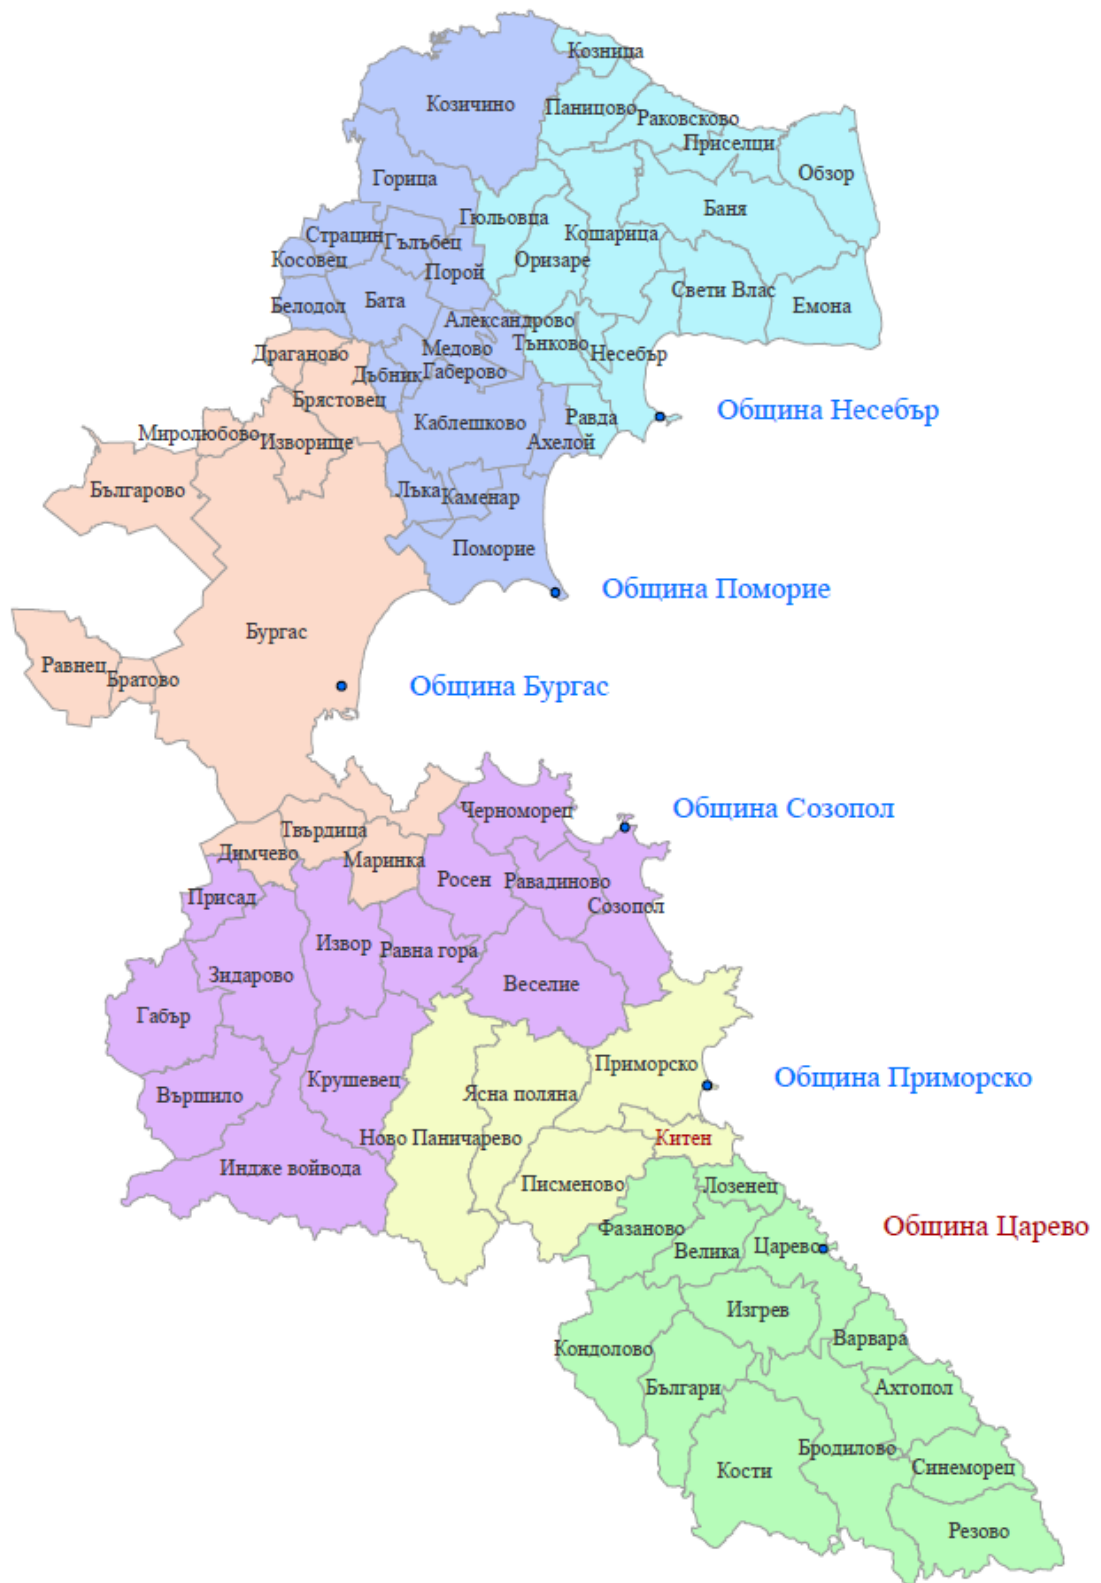 Козница
Козичино
Паницово
Раковсково
Приселци
Обзор
Горица
Баня
Гюльовца
Кошарица
Страцин
Гълъбец
Косовец
Порой
Оризаре
Свети Влас
Белодол
Бата
Емона
Александрово
Тънково
Медово
Несебър
Драганово
Габерово
Дъбник
Брястовец
Община Несебър
Каблешково
Равда
Миролюбово
Изворище
Ахелой
Българово
Лъка
Каменар
Поморие
Община Поморие
Бургас
Равнец
Братово
Община Бургас
Черноморец
Община Созопол
Твърдица
Димчево
Маринка
Росен
Равадиново
Присад
Созопол
Извор
Равна гора
Зидарово
Веселие
Габър
Приморско
Община Приморско
Крушевец
Вършило
Ясна поляна
Ново Паничарево
Китен
Индже войвода
Писменово
Лозенец
Фазаново
Община Царево
Велика
Царево
Изгрев
Варвара
Кондолово
Българи
Ахтопол
Бродилово
Кости
Синеморец
Резово